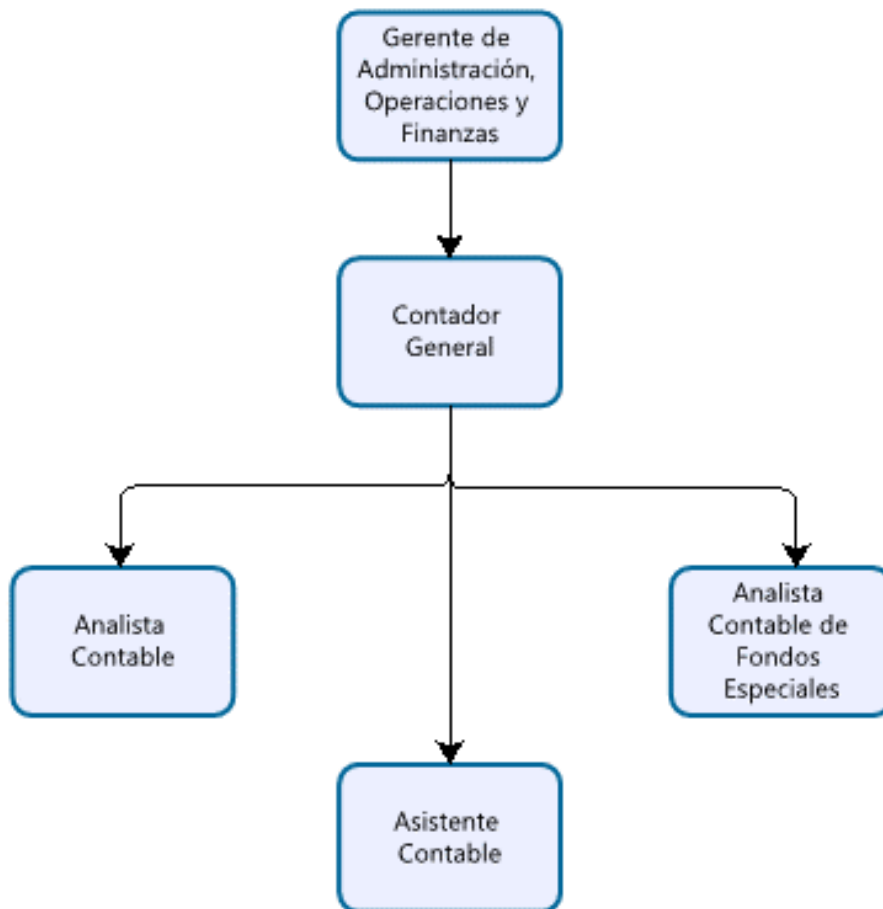 Gerente de
Administración,
Operaciones y
Finanzas
Contador
General
Analista
Contable
Analista
Contable de
Fondos
Especiales
Asistente
Contable